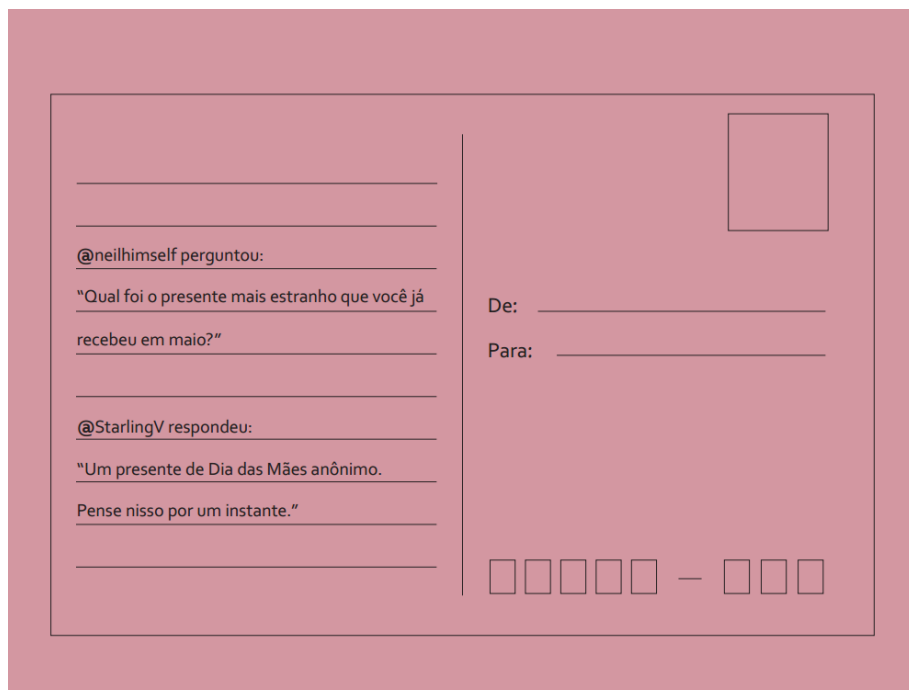 @neilhimself perguntou:
“Qual foi o presente mais estranho que você já
recebeu em maio?”
@StarlingV respondeu:
“Um presente de Dia das Mães anônimo.
Pense nisso por um instante.”
De:
Para: